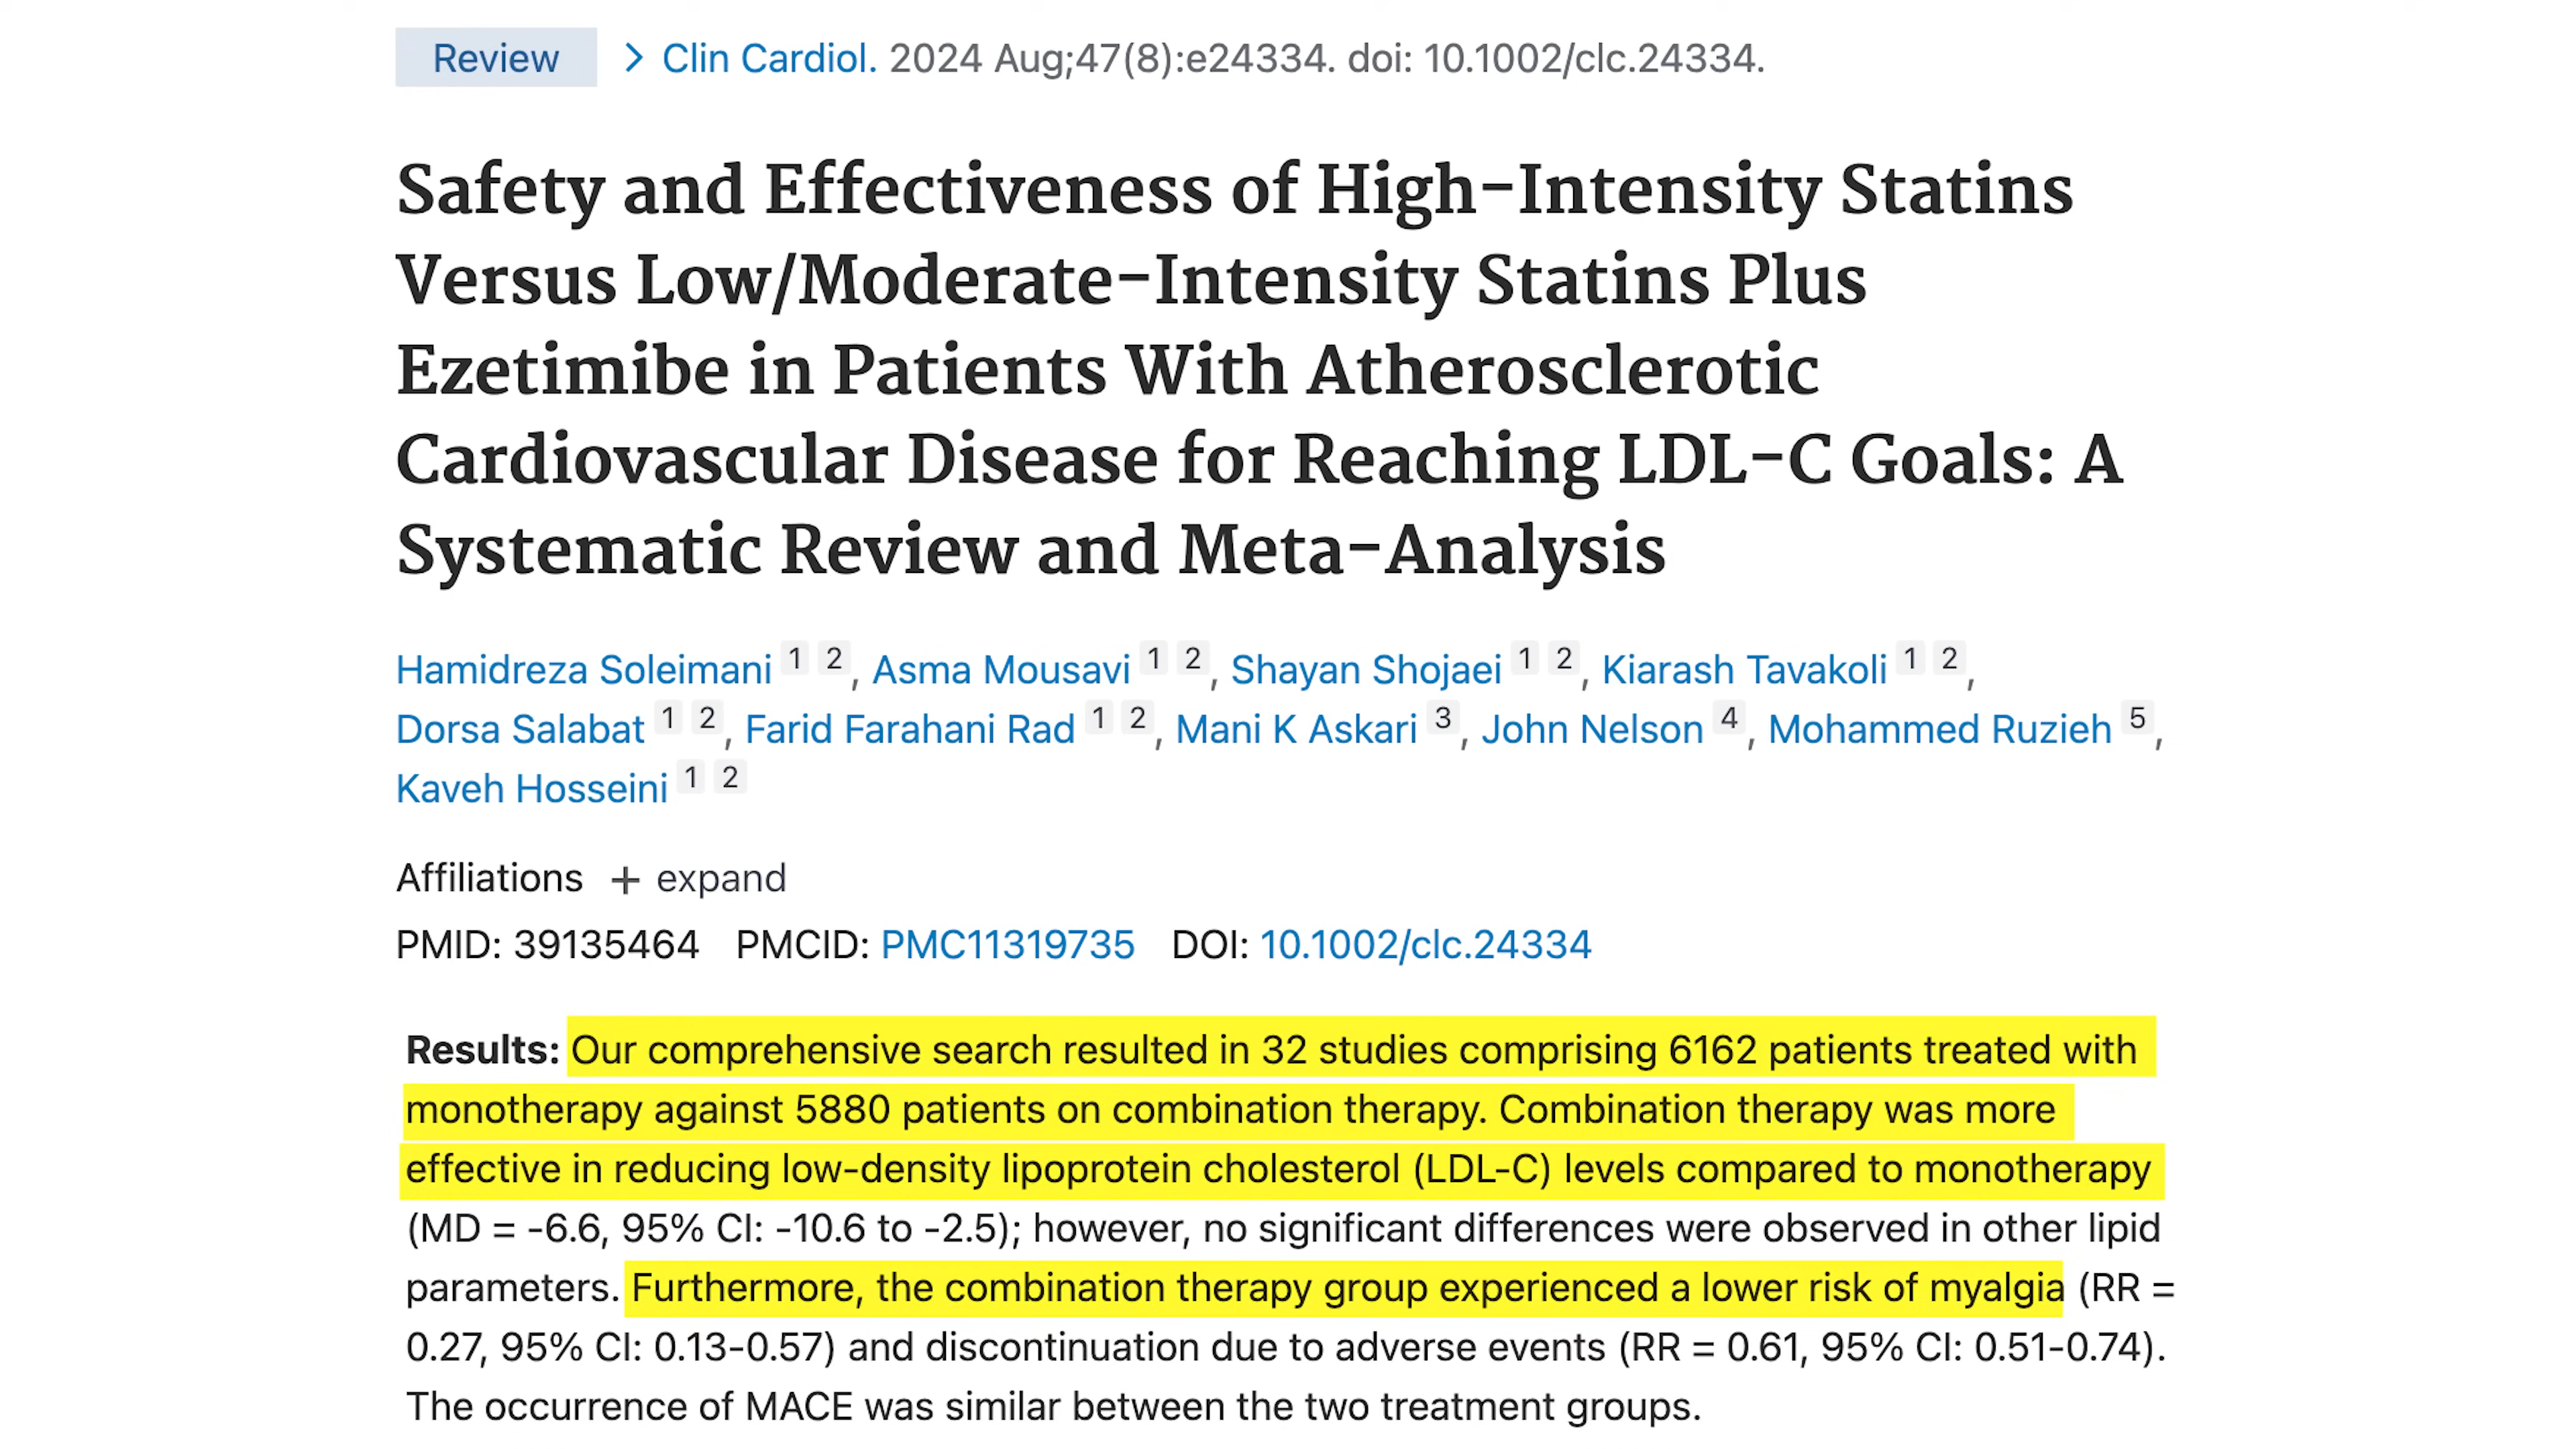 Review > Clin Cardiol. 2024 Aug;47(8):e24334. doi: 10.1002/clc.24334.
Safety and Effectiveness of High-Intensity Statins
Versus Low/Moderate-Intensity Statins Plus
Ezetimibe in Patients With Atherosclerotic
Cardiovascular Disease for Reaching LDL-C Goals: A
Systematic Review and Meta-Analysis
Hamidreza Soleimani 1 2, Asma Mousavi 1 2, Shayan Shojaei 1 2, Kiarash Tavakoli 1 2,
Dorsa Salabat 1 2, Farid Farahani Rad 1 2, Mani K Askari 3, John Nelson 4, Mohammed Ruzieh 5,
Kaveh Hosseini 1 2
Affiliations + expand
PMID: 39135464 PMCID: PMC11319735 DOI: 10.1002/clc.24334
Results: Our comprehensive search resulted in 32 studies comprising 6162 patients treated with
monotherapy against 5880 patients on combination therapy. Combination therapy was more
effective in reducing low-density lipoprotein cholesterol (LDL-C) levels compared to monotherapy
(MD = -6.6, 95% CI: -10.6 to -2.5); however, no significant differences were observed in other lipid
parameters. Furthermore, the combination therapy group experienced a lower risk of myalgia (RR =
0.27, 95% CI: 0.13-0.57) and discontinuation due to adverse events (RR = 0.61, 95% CI: 0.51-0.74).
The occurrence of MACE was similar between the two treatment groups.